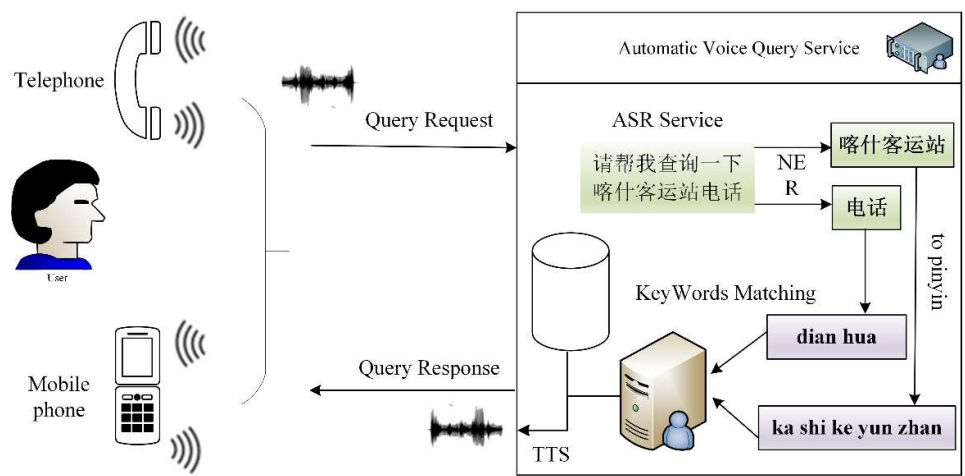 Telephone
User
Mobile
phone
Query Request
Query Response
Automatic Voice Query Service
ASR Service
请帮我查询一下
喀什客运站电话
NE
R
喀什客运站
电话
to pinyin
KeyWords Matching
dian hua
ka shi ke yun zhan
TTS